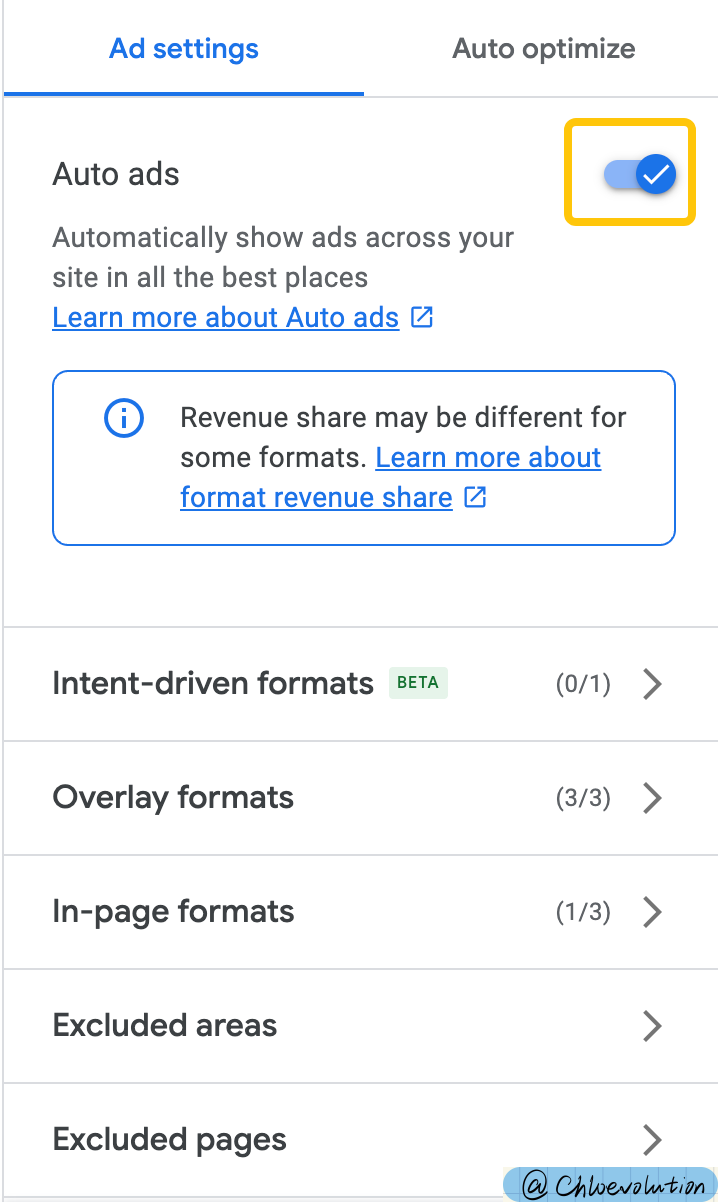 Ad settings
Auto optimize
Auto ads
Automatically show ads across your
site in all the best places
Learn more about Auto ads
Revenue share may be different for
some formats. Learn more about
format revenue share
Intent-driven formats BETA (0/1)
Overlay formats (3/3)
In-page formats (1/3)
Excluded areas
Excluded pages
@ Chloevolution